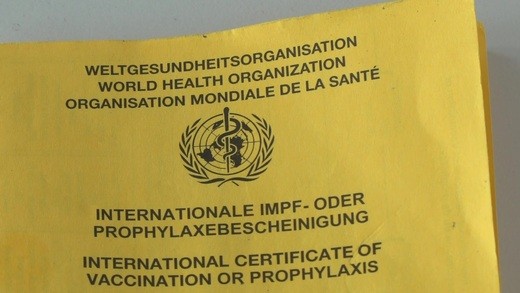 WELTGESUNDHEITSORGANISATION
WORLD HEALTH ORGANIZATION
ORGANISATION MONDIALE DE LA SANTÉ
INTERNATIONALE IMPF- ODER
PROPHYLAXEBESCHEINIGUNG
INTERNATIONAL CERTIFICATE OF
VACCINATION OR PROPHYLAXIS